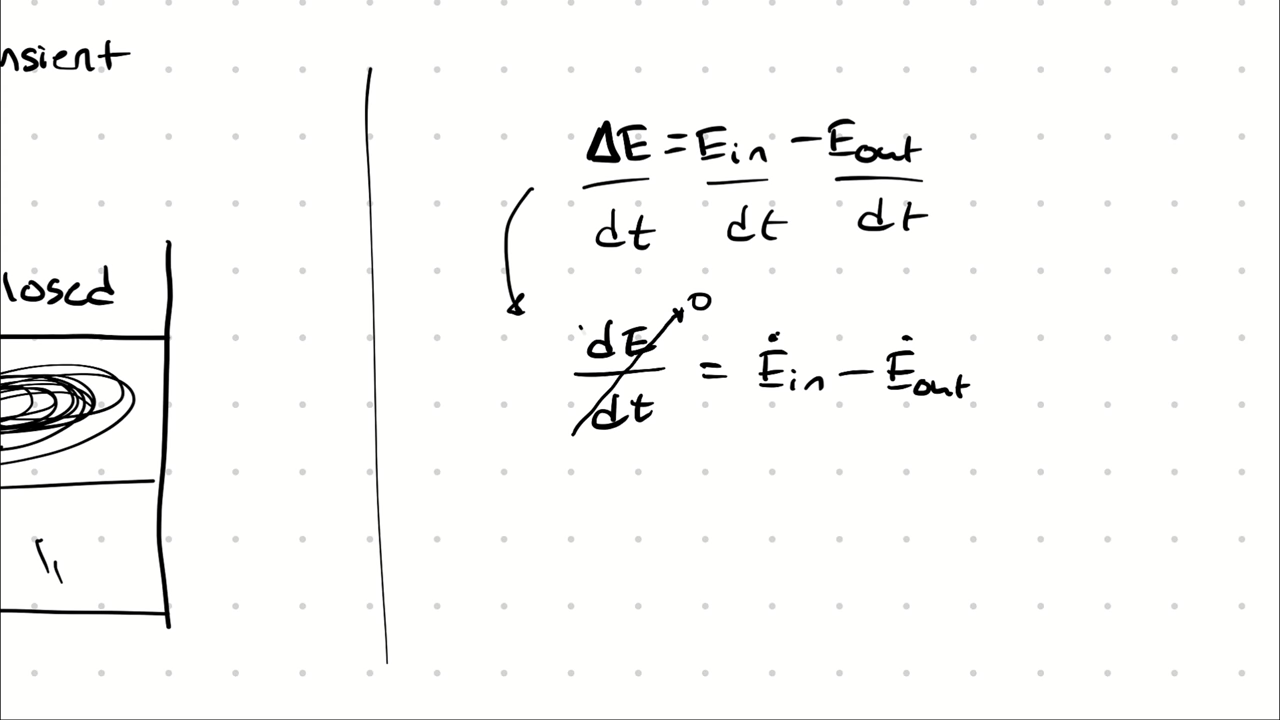 nsient
ΔE = Ein − Eout
dt dt dt
losed
dE 0
dt = Ėin − Ėout